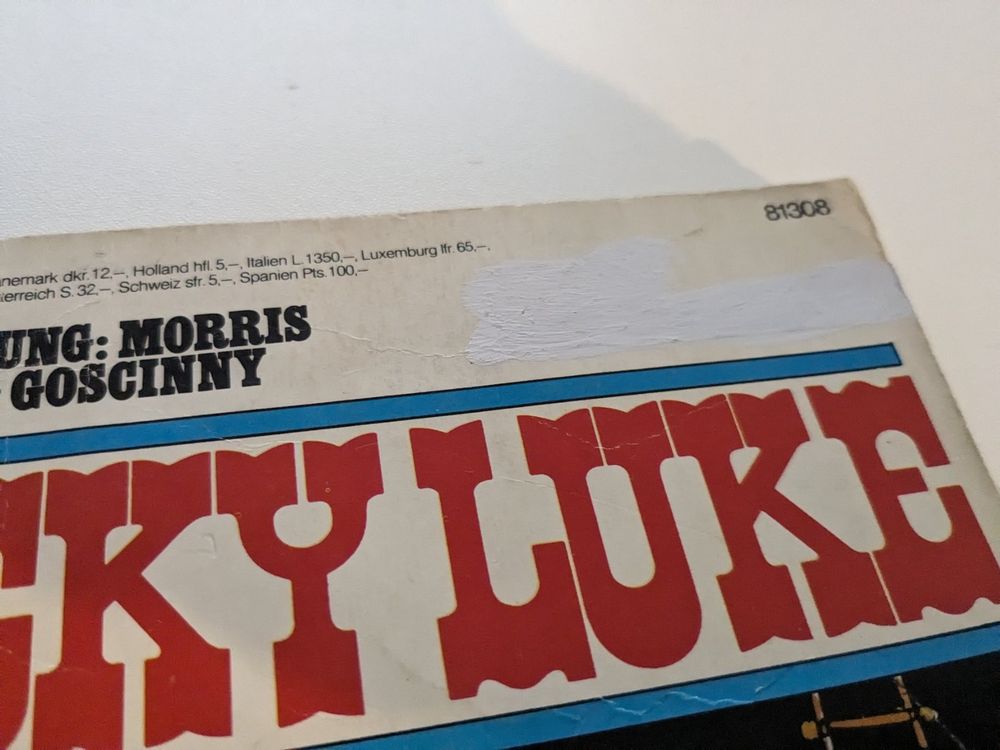 81308
nemark dkr. 12,–, Holland hfl. 5,–, Italien L. 1350,–, Luxemburg lfr. 65,–,
erreich S. 32,–, Schweiz sfr. 5,–, Spanien Pts. 100,–
UNG: MORRIS
GOSCINNY
CKY LUKE